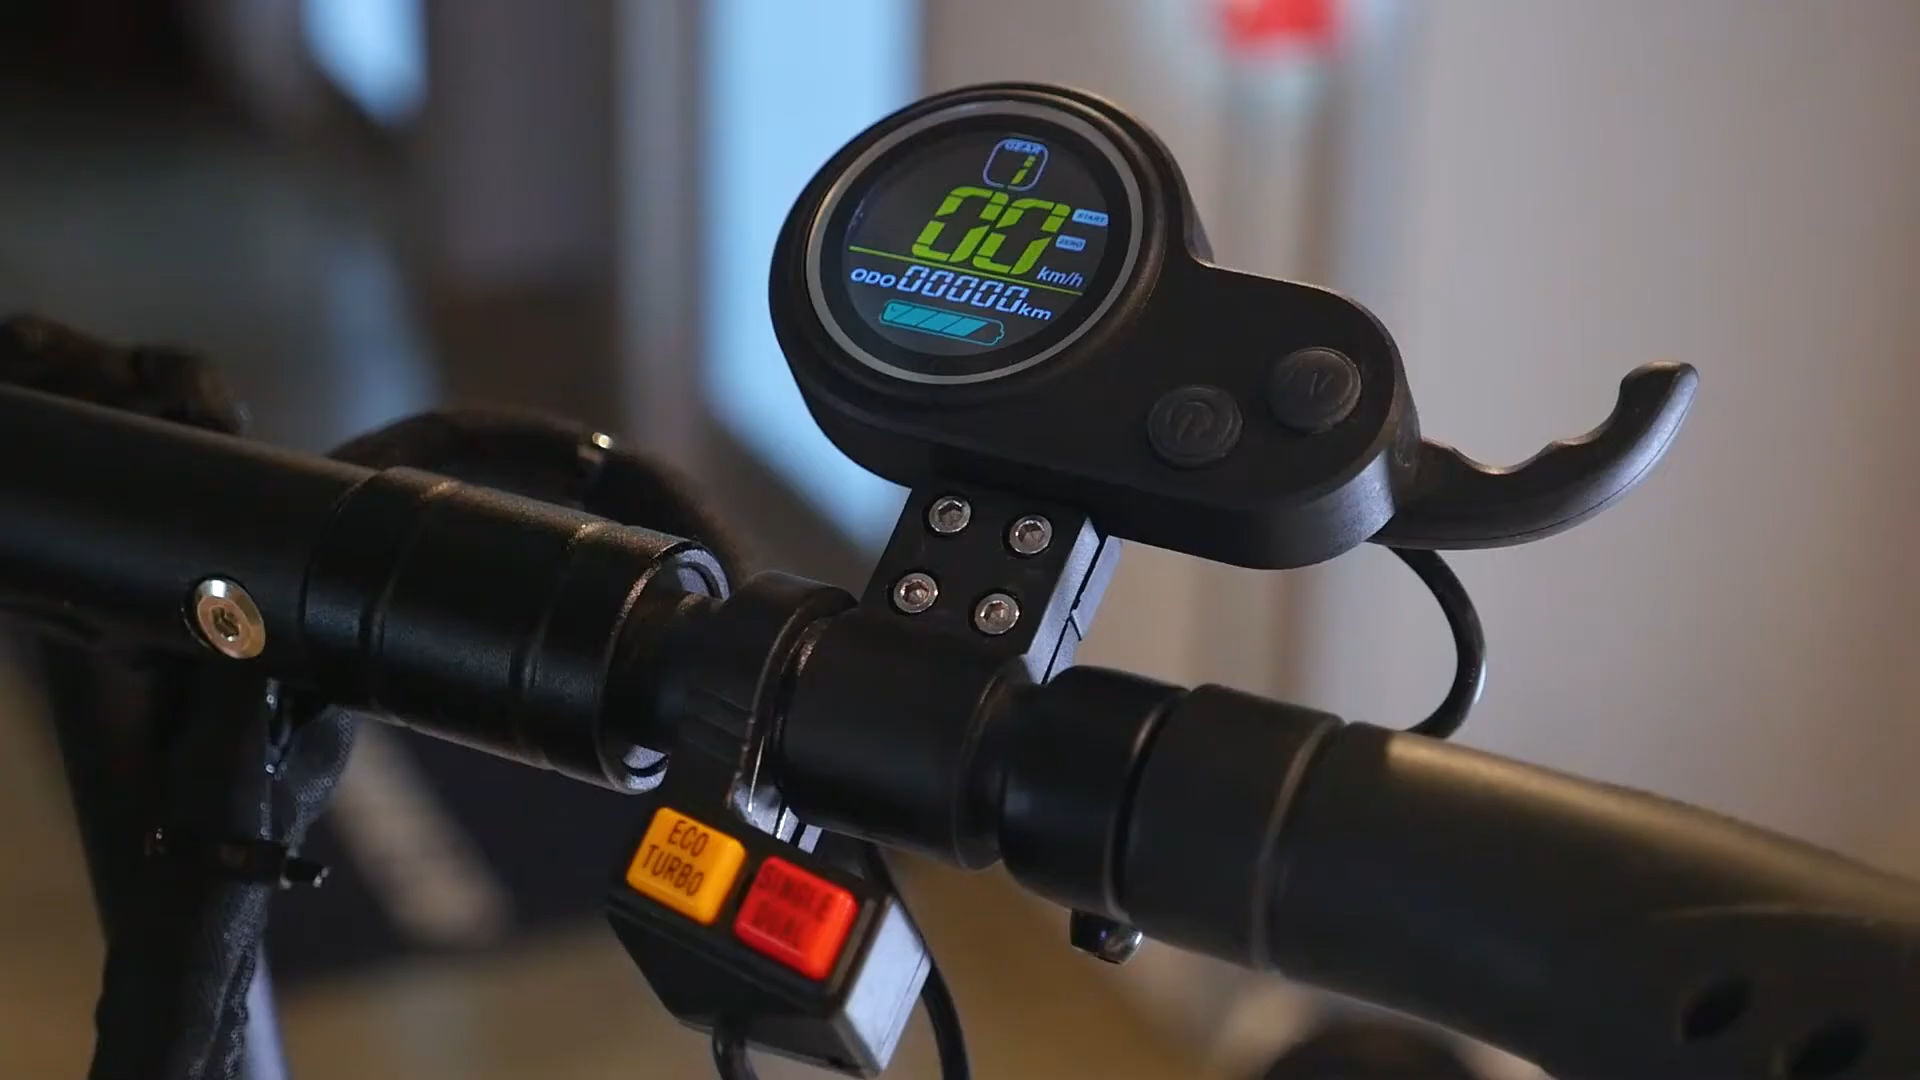 GEAR
1
00
START
ZERO
km/h
ODO 00000 km
ECO
TURBO
SINGLE
DUAL